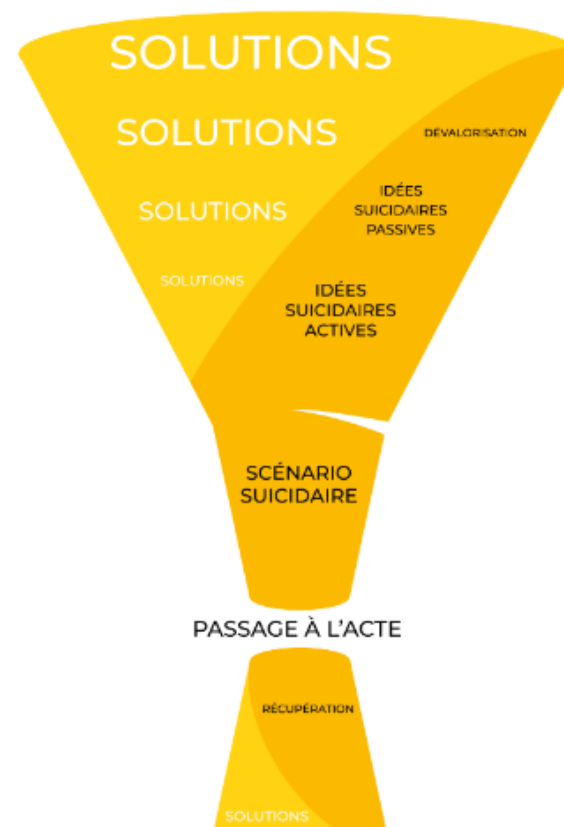 SOLUTIONS
SOLUTIONS
DÉVALORISATION
SOLUTIONS
IDÉES
SUICIDAIRES
PASSIVES
SOLUTIONS
IDÉES
SUICIDAIRES
ACTIVES
SCÉNARIO
SUICIDAIRE
PASSAGE À L'ACTE
RÉCUPÉRATION
SOLUTIONS